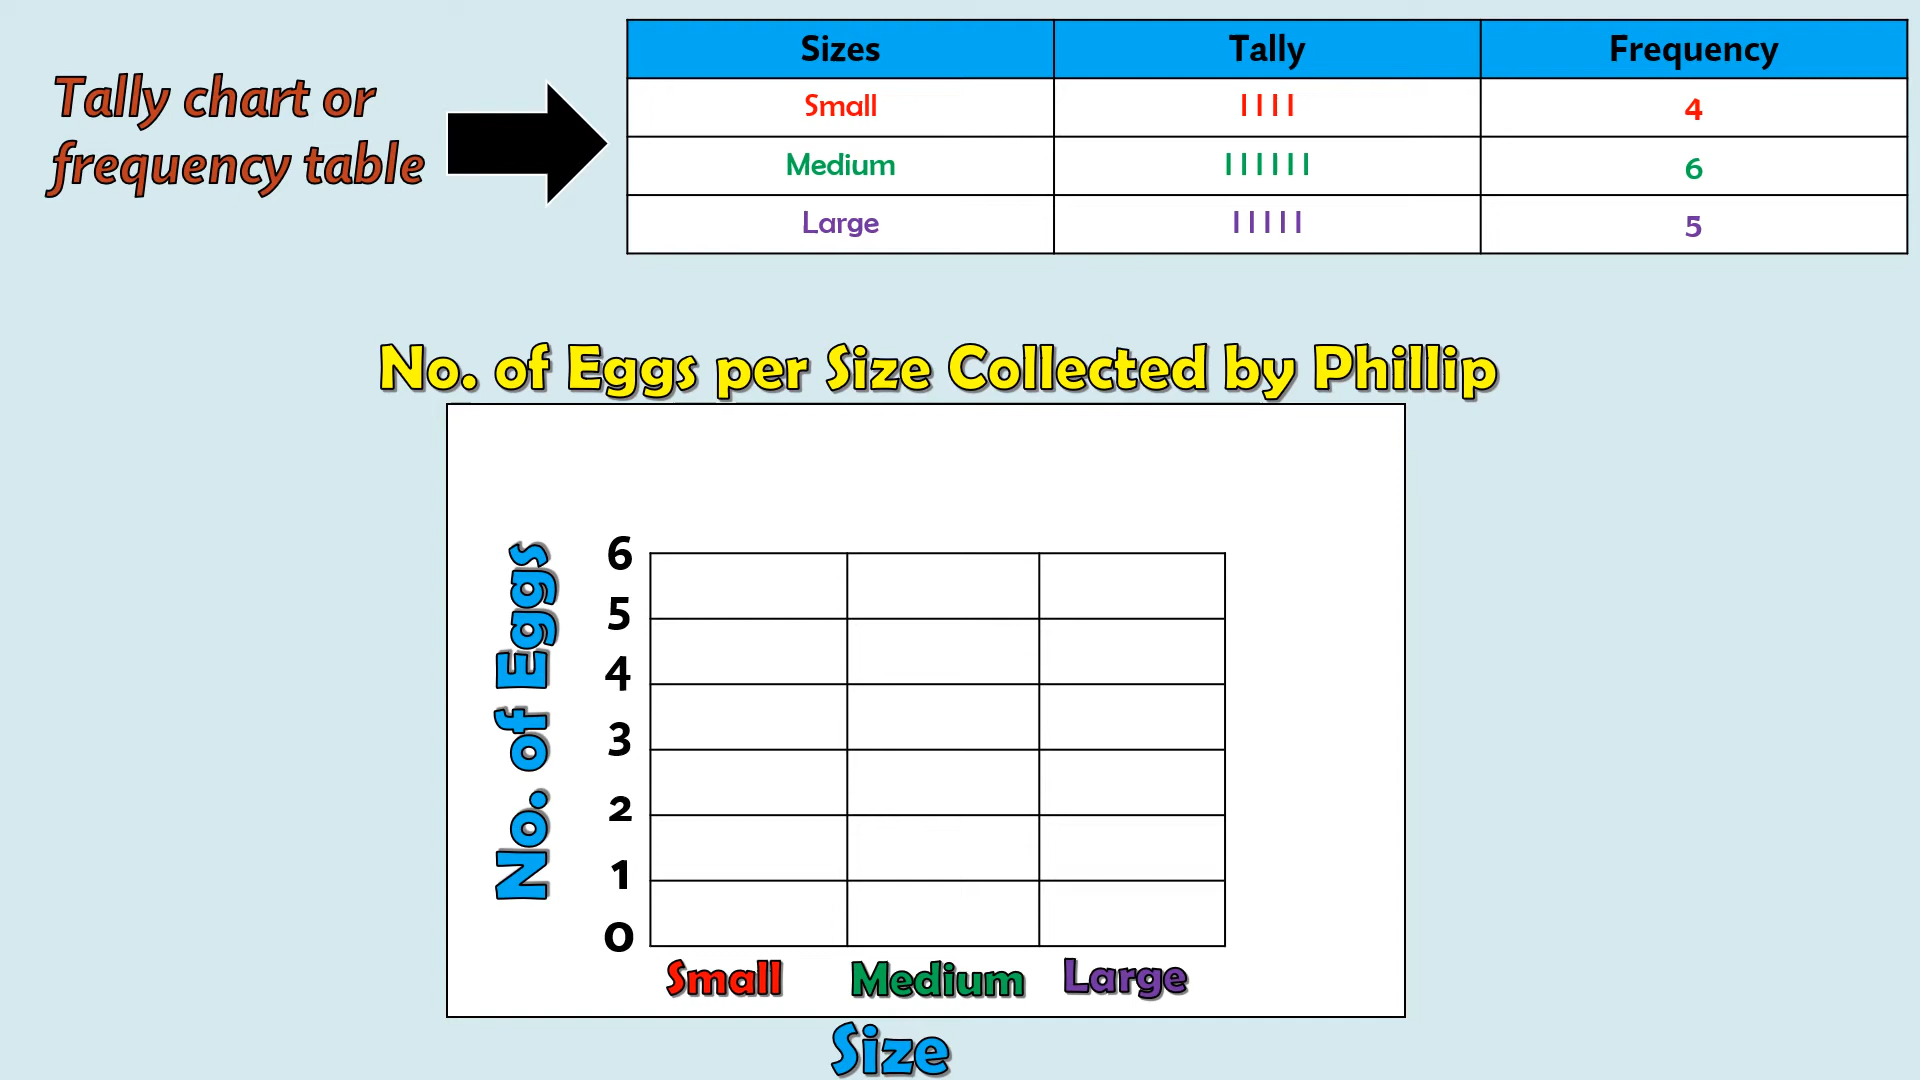 Tally chart or
frequency table
Sizes Tally Frequency
Small IIII 4
Medium IIIIII 6
Large IIIII 5
No. of Eggs per Size Collected by Phillip
No. of Eggs
6
5
4
3
2
1
0
Small Medium Large
Size